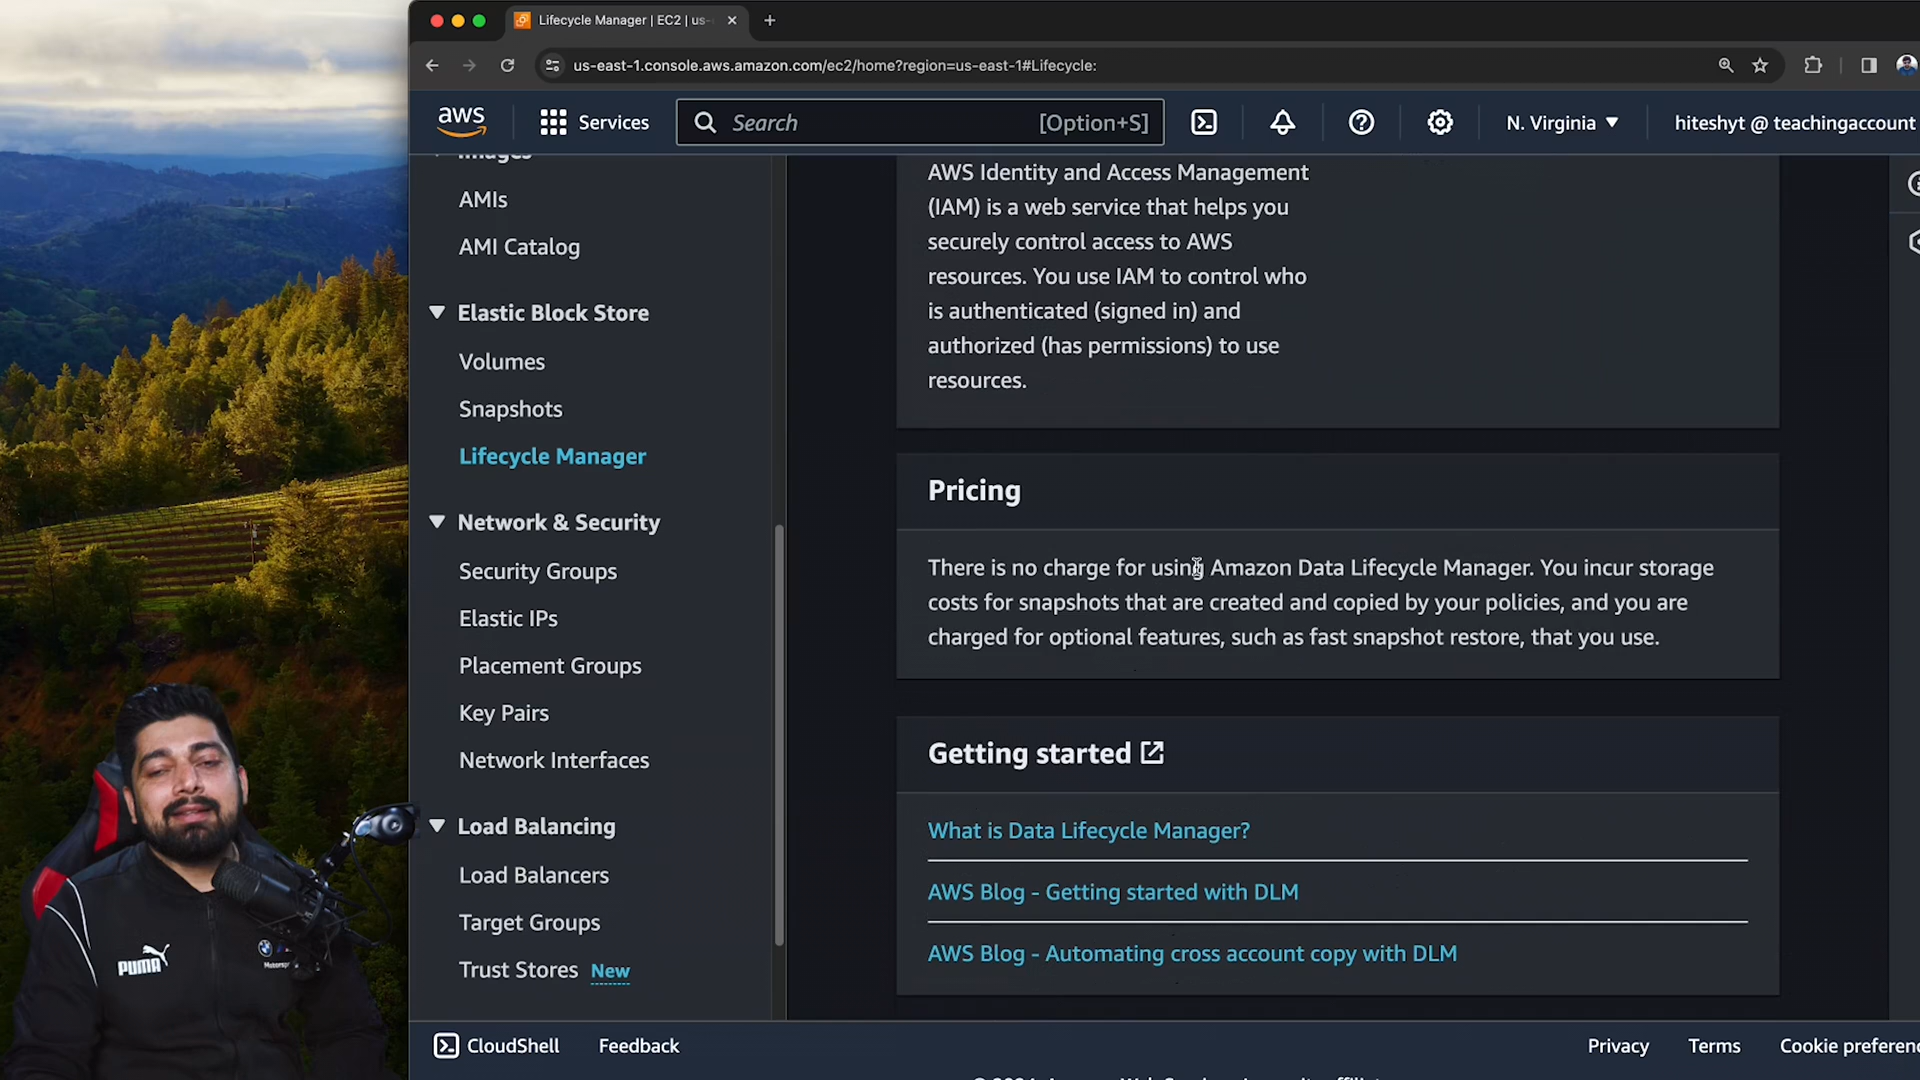 Lifecycle Manager | EC2 | us-
us-east-1.console.aws.amazon.com/ec2/home?region=us-east-1#Lifecycle:
aws
Services
Search
[Option+S]
N. Virginia
hiteshyt @ teachingaccount
Images
AMIs
AMI Catalog
Elastic Block Store
Volumes
Snapshots
Lifecycle Manager
Network & Security
Security Groups
Elastic IPs
Placement Groups
Key Pairs
Network Interfaces
Load Balancing
Load Balancers
Target Groups
Trust Stores New
AWS Identity and Access Management
(IAM) is a web service that helps you
securely control access to AWS
resources. You use IAM to control who
is authenticated (signed in) and
authorized (has permissions) to use
resources.
Pricing
There is no charge for using Amazon Data Lifecycle Manager. You incur storage
costs for snapshots that are created and copied by your policies, and you are
charged for optional features, such as fast snapshot restore, that you use.
Getting started
What is Data Lifecycle Manager?
AWS Blog - Getting started with DLM
AWS Blog - Automating cross account copy with DLM
PUMA
CloudShell
Feedback
Privacy
Terms
Cookie preferenc